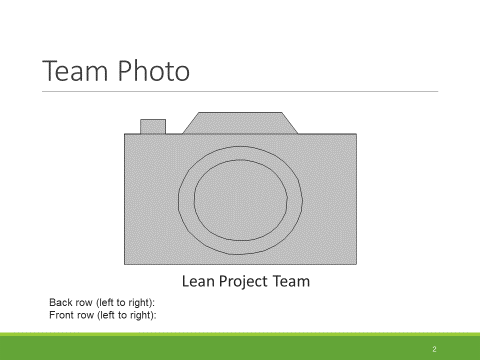 Team Photo
Lean Project Team
Back row (left to right):
Front row (left to right):
2